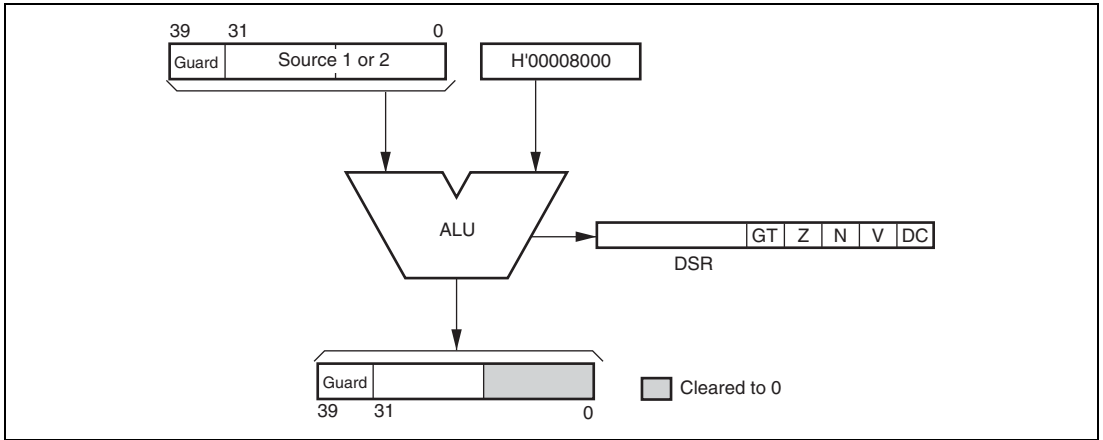 39 31 0
Guard Source 1 or 2 H'00008000
ALU
GT Z N V DC
DSR
Guard
Cleared to 0
39 31 0